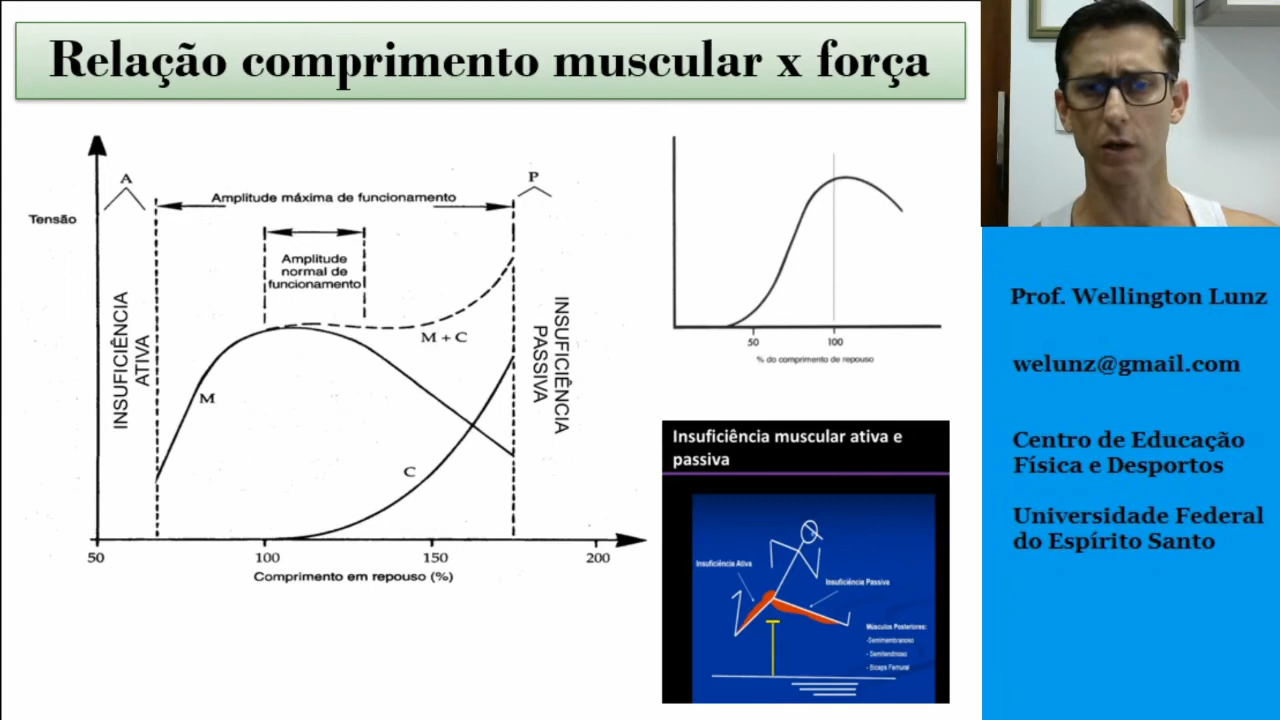 Relação comprimento muscular x força
A
P
Amplitude máxima de funcionamento
Tensão
Amplitude
normal de
funcionamento
INSUFICIÊNCIA
ATIVA
INSUFICIÊNCIA
PASSIVA
M + C
M
C
50
100
150
200
Comprimento em repouso (%)
50
100
% do comprimento de repouso
Insuficiência muscular ativa e
passiva
Insuficiência Ativa
Insuficiência Passiva
Músculos Posteriores:
-Semimembranoso
- Semitendinoso
- Bíceps Femural
Prof. Wellington Lunz
welunz@gmail.com
Centro de Educação
Física e Desportos
Universidade Federal
do Espírito Santo